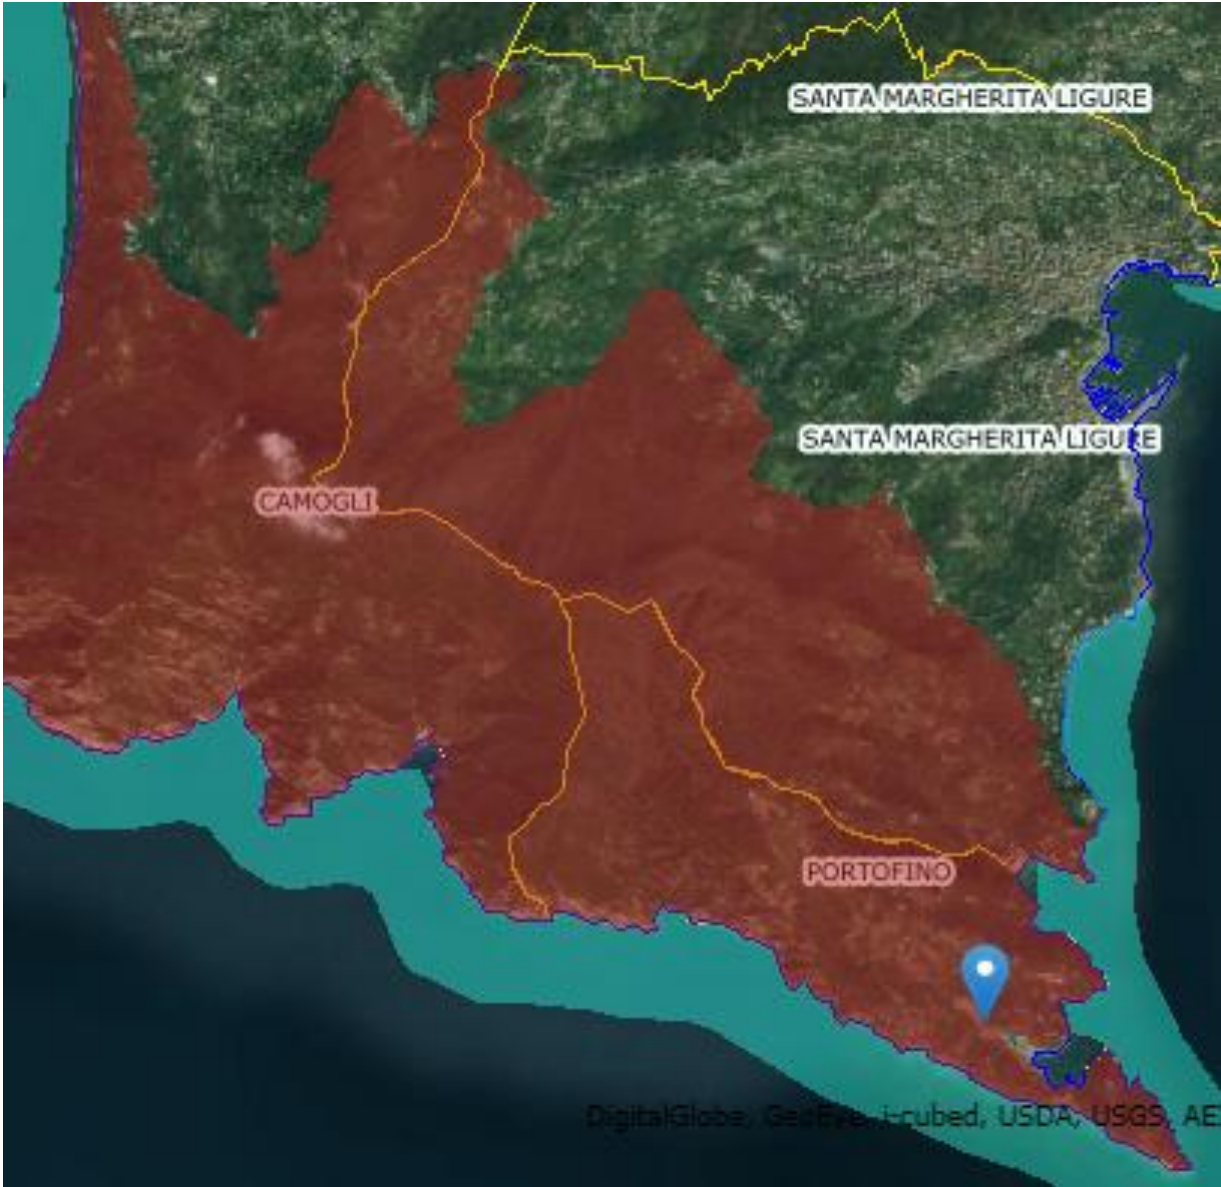 SANTA MARGHERITA LIGURE
SANTA MARGHERITA LIGURE
CAMOGLI
PORTOFINO
DigitalGlobe, GeoEye, i-cubed, USDA, USGS, AE